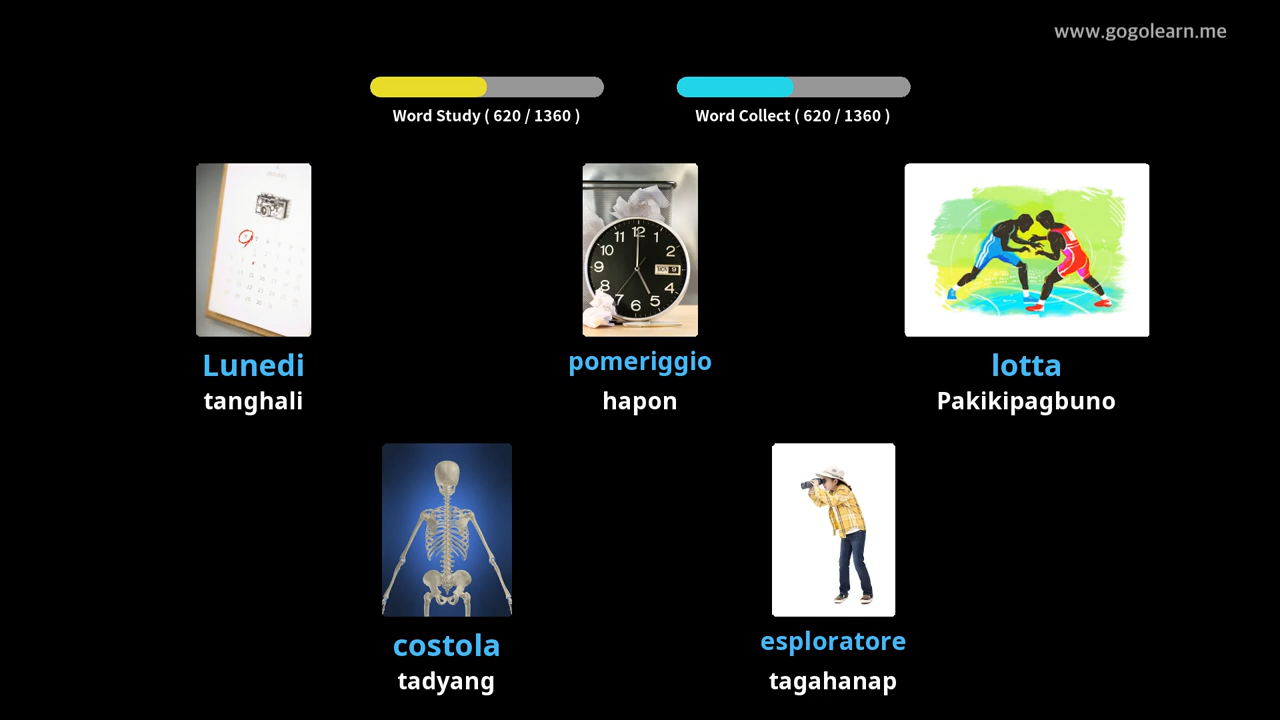 www.gogolearn.me
Word Study ( 620 / 1360 )
Word Collect ( 620 / 1360 )
Lunedi
tanghali
pomeriggio
hapon
lotta
Pakikipagbuno
costola
tadyang
esploratore
tagahanap